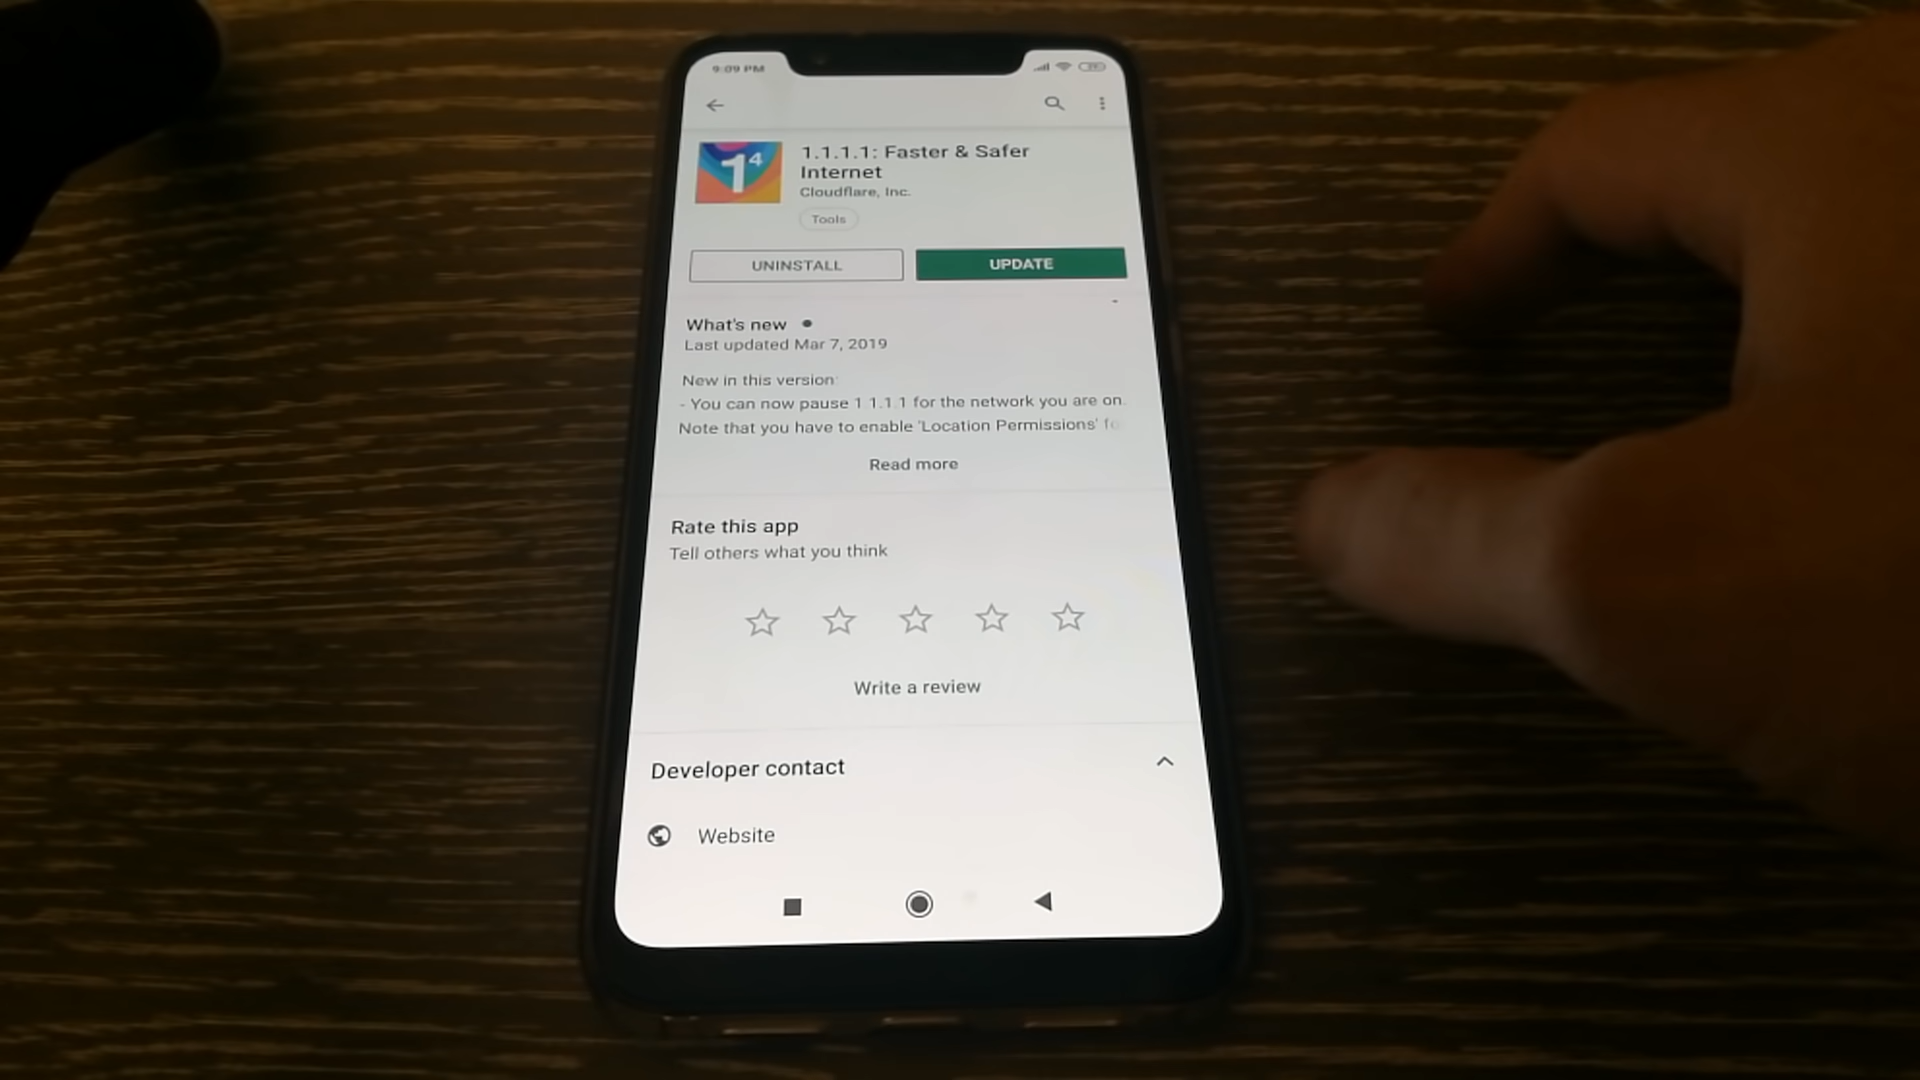 9:09 PM
1⁴
1.1.1.1: Faster & Safer
Internet
Cloudflare, Inc.
Tools
UNINSTALL
UPDATE
What's new
Last updated Mar 7, 2019
New in this version:
- You can now pause 1.1.1.1 for the network you are on.
Note that you have to enable 'Location Permissions' fo
Read more
Rate this app
Tell others what you think
Write a review
Developer contact
Website